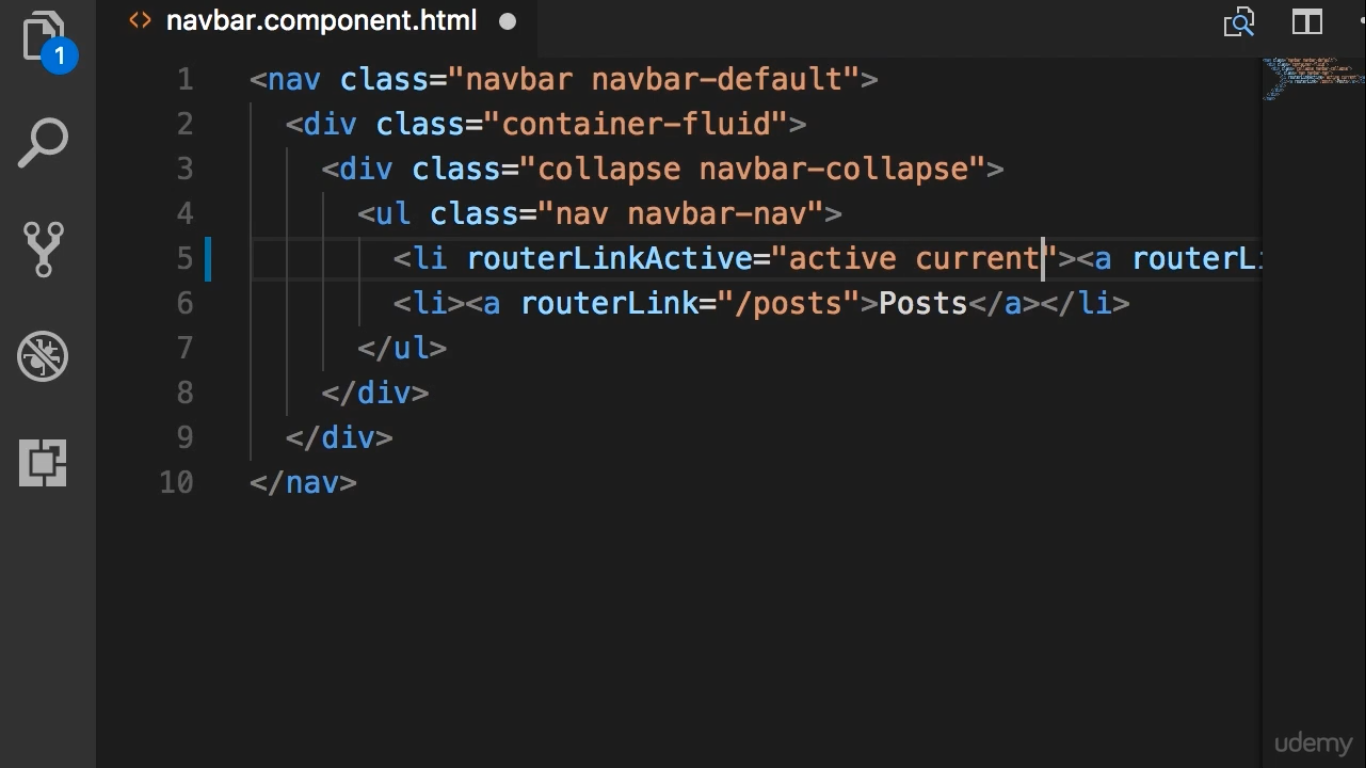 navbar.component.html
1
1 <nav class="navbar navbar-default">
2 <div class="container-fluid">
3 <div class="collapse navbar-collapse">
4 <ul class="nav navbar-nav">
5 <li routerLinkActive="active current"><a routerLi
6 <li><a routerLink="/posts">Posts</a></li>
7 </ul>
8 </div>
9 </div>
10 </nav>
udemy